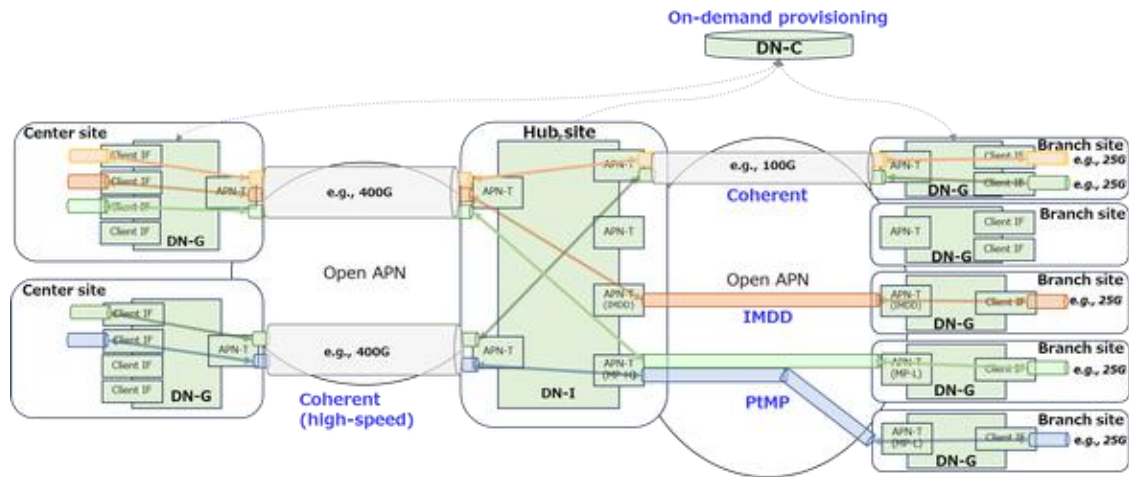 On-demand provisioning
DN-C
Center site
Client IF
Client IF
Client IF
Client IF
APN-T
DN-G
e.g., 400G
Open APN
Center site
Client IF
Client IF
Client IF
Client IF
APN-T
DN-G
e.g., 400G
Coherent
(high-speed)
Hub site
APN-T
APN-T
APN-T
APN-T
APN-T
(IMDD)
APN-T
(MP-H)
DN-I
e.g., 100G
Coherent
Open APN
IMDD
PtMP
Branch site
APN-T
Client IF
Client IF
e.g., 25G
e.g., 25G
DN-G
Branch site
APN-T
Client IF
Client IF
DN-G
Branch site
APN-T
(IMDD)
Client IF
e.g., 25G
DN-G
Branch site
APN-T
(MP-L)
Client IF
e.g., 25G
DN-G
Branch site
APN-T
(MP-L)
Client IF
e.g., 25G
DN-G